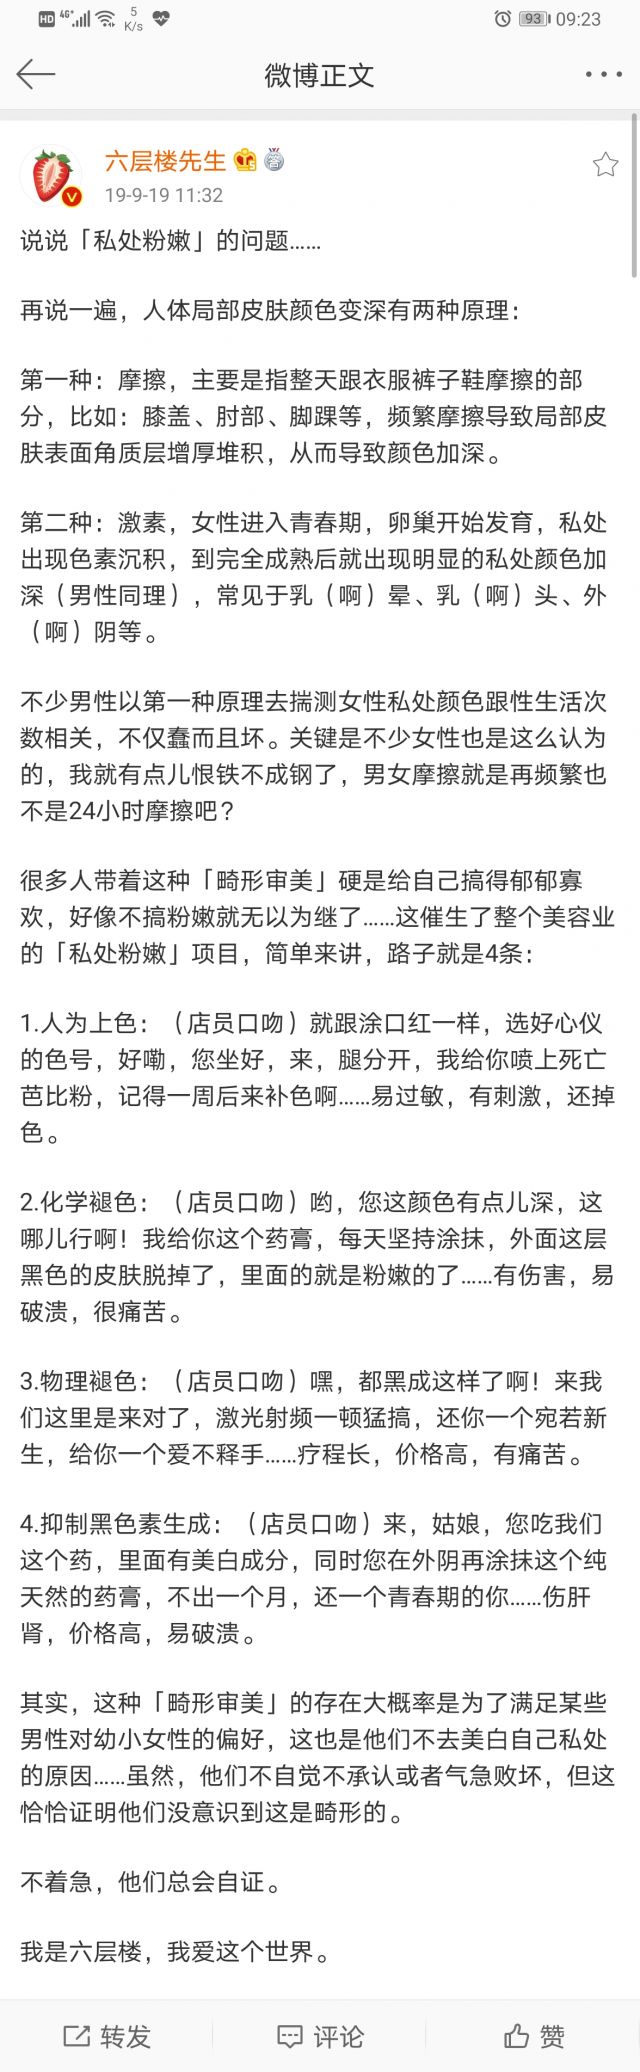 HD 4G+ 5 K/s 93 09:23
微博正文
六层楼先生
19-9-19 11:32
说说「私处粉嫩」的问题……
再说一遍，人体局部皮肤颜色变深有两种原理：
第一种：摩擦，主要是指整天跟衣服裤子鞋摩擦的部
分，比如：膝盖、肘部、脚踝等，频繁摩擦导致局部皮
肤表面角质层增厚堆积，从而导致颜色加深。
第二种：激素，女性进入青春期，卵巢开始发育，私处
出现色素沉积，到完全成熟后就出现明显的私处颜色加
深（男性同理），常见于乳（啊）晕、乳（啊）头、外
（啊）阴等。
不少男性以第一种原理去揣测女性私处颜色跟性生活次
数相关，不仅蠢而且坏。关键是不少女性也是这么认为
的，我就有点儿恨铁不成钢了，男女摩擦就是再频繁也
不是24小时摩擦吧？
很多人带着这种「畸形审美」硬是给自己搞得郁郁寡
欢，好像不搞粉嫩就无以为继了……这催生了整个美容业
的「私处粉嫩」项目，简单来讲，路子就是4条：
1.人为上色：（店员口吻）就跟涂口红一样，选好心仪
的色号，好嘞，您坐好，来，腿分开，我给你喷上死亡
芭比粉，记得一周后来补色啊……易过敏，有刺激，还掉
色。
2.化学褪色：（店员口吻）哟，您这颜色有点儿深，这
哪儿行啊！我给你这个药膏，每天坚持涂抹，外面这层
黑色的皮肤脱掉了，里面的就是粉嫩的了……有伤害，易
破溃，很痛苦。
3.物理褪色：（店员口吻）嘿，都黑成这样了啊！来我
们这里是来对了，激光射频一顿猛搞，还你一个宛若新
生，给你一个爱不释手……疗程长，价格高，有痛苦。
4.抑制黑色素生成：（店员口吻）来，姑娘，您吃我们
这个药，里面有美白成分，同时您在外阴再涂抹这个纯
天然的药膏，不出一个月，还一个青春期的你……伤肝
肾，价格高，易破溃。
其实，这种「畸形审美」的存在大概率是为了满足某些
男性对幼小女性的偏好，这也是他们不去美白自己私处
的原因……虽然，他们不自觉不承认或者气急败坏，但这
恰恰证明他们没意识到这是畸形的。
不着急，他们总会自证。
我是六层楼，我爱这个世界。
转发 评论 赞